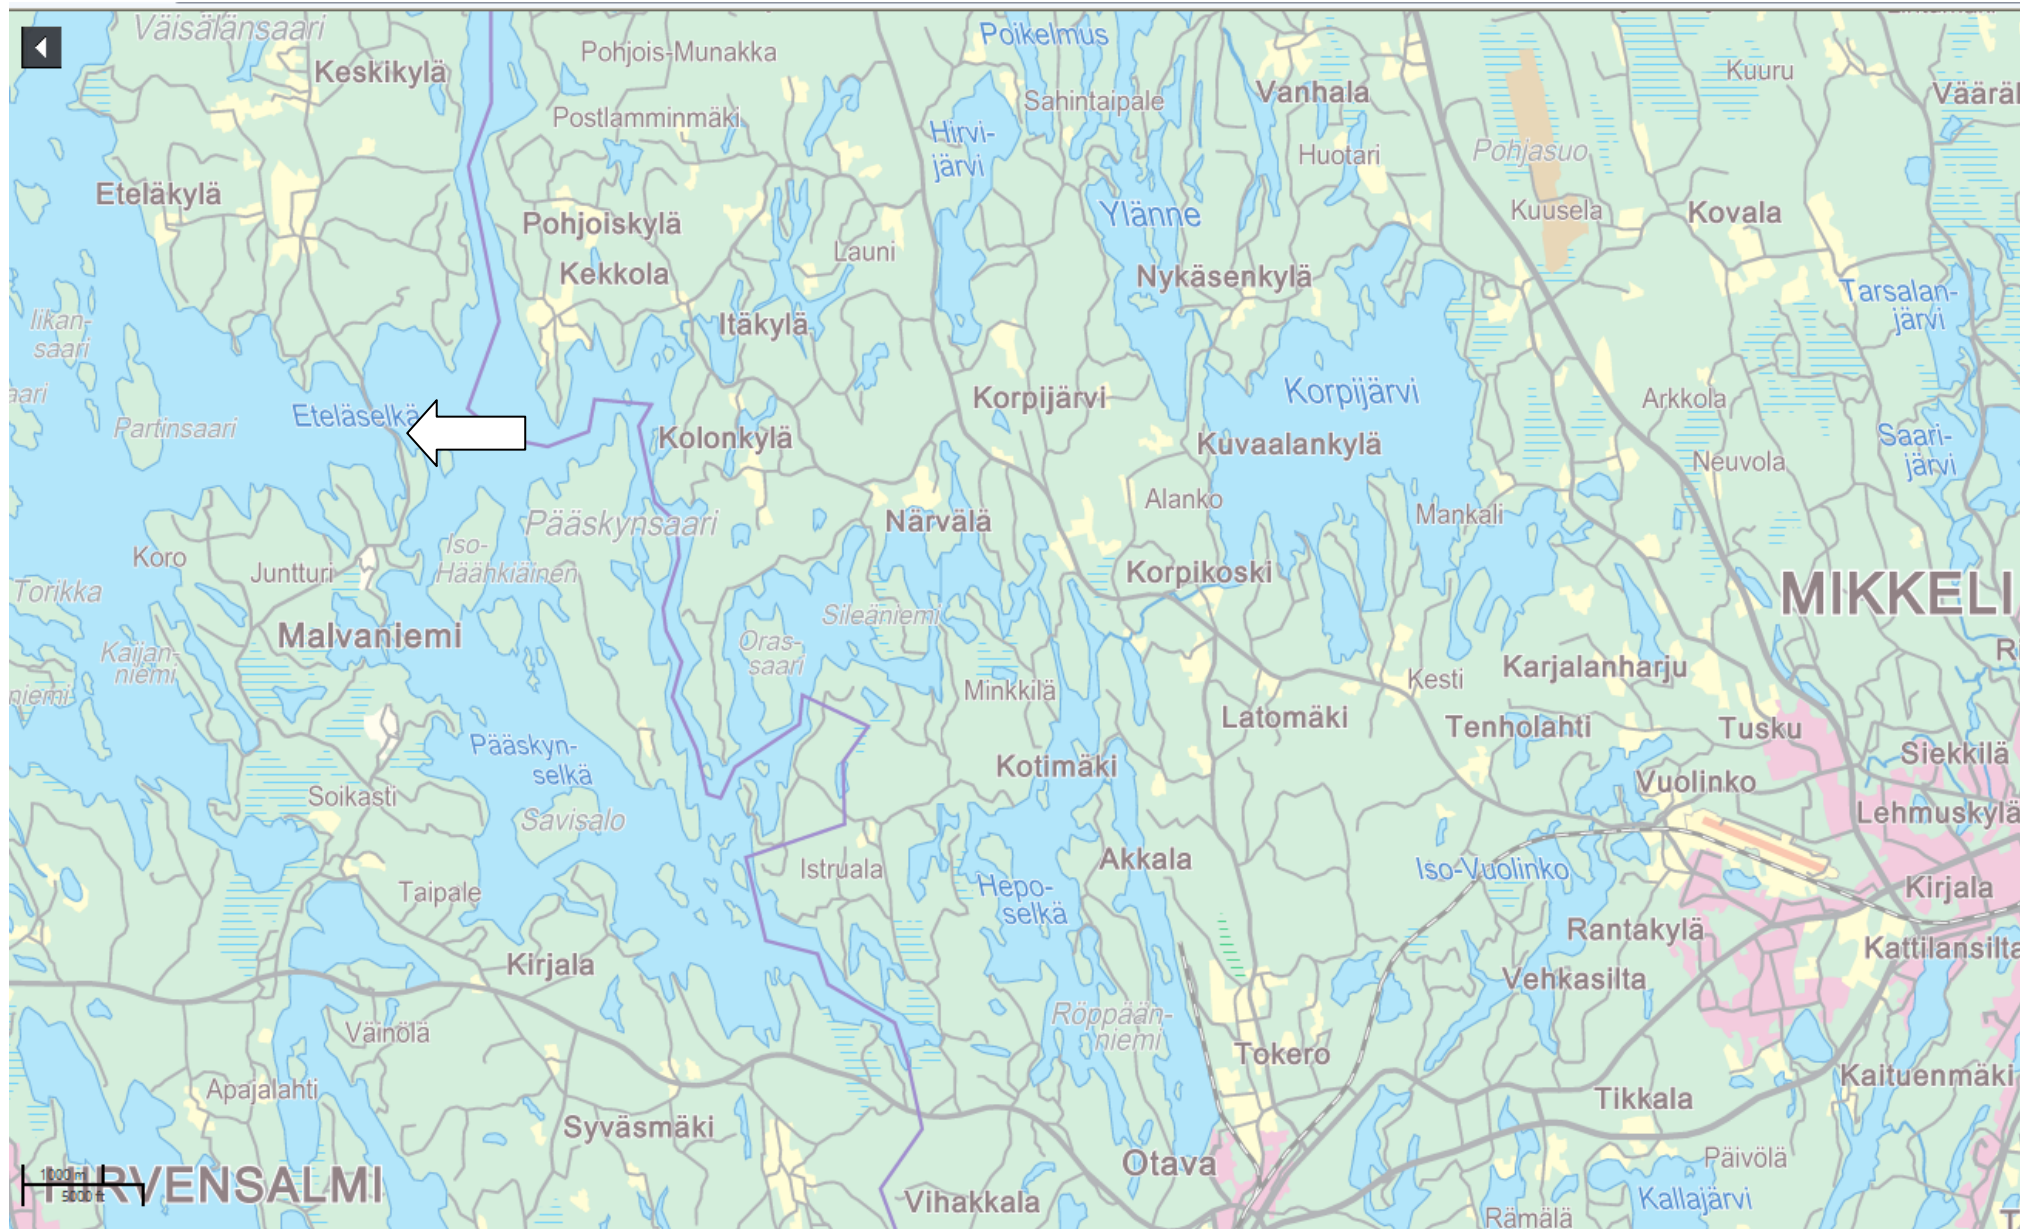 Väisälänsaari
Poikelmus
Pohjois-Munakka
Keskikylä
Kuuru
Vanhala
Sahintaipale
Postlamminmäki
Hirvi-
järvi
Huotari
Pohjasuo
Eteläkylä
Pohjoiskylä
Ylänne
Kuusela
Kovala
Launi
Kekkola
Nykäsenkylä
Tarsalan-
järvi
Iikan-
saari
Itäkylä
Korpijärvi
Korpijärvi
Arkkola
Partinsaari
Eteläselkä
Kolonkylä
Kuvaalankylä
Saari-
järvi
Neuvola
Alanko
Mankali
Pääskynsaari
Närvälä
Koro
Juntturi
Iso-
Häähkiäinen
Korpikoski
MIKKELI
Torikka
Sileäniemi
Malvaniemi
Oras-
saari
Kaijan-
niemi
niemi
Minkkilä
Kesti
Karjalanharju
Latomäki
Tenholahti
Tusku
Pääskyn-
selkä
Kotimäki
Siekkilä
Vuolinko
Soikasti
Savisalo
Lehmuskylä
Istruala
Akkala
Iso-Vuolinko
Hepo-
selkä
Kirjala
Taipale
Rantakylä
Kattilansilta
Kirjala
Vehkasilta
Röppään-
niemi
Väinölä
Tokero
Apajalahti
Kaituenmäki
Tikkala
Syväsmäki
Otava
Päivölä
1000 m
5000 ft
HIRVENSALMI
Vihakkala
Kallajärvi
Rämälä